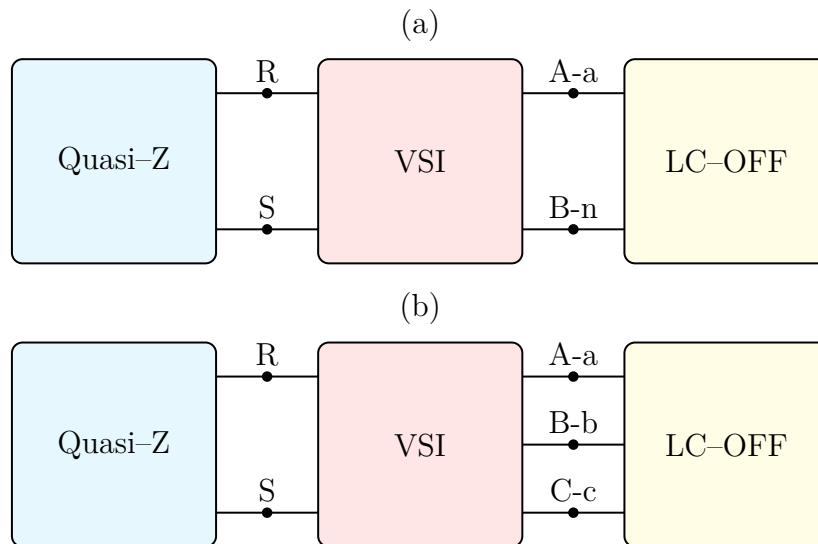 (a)
R
A-a
Quasi–Z
VSI
LC–OFF
S
B-n
(b)
R
A-a
B-b
Quasi–Z
VSI
LC–OFF
S
C-c